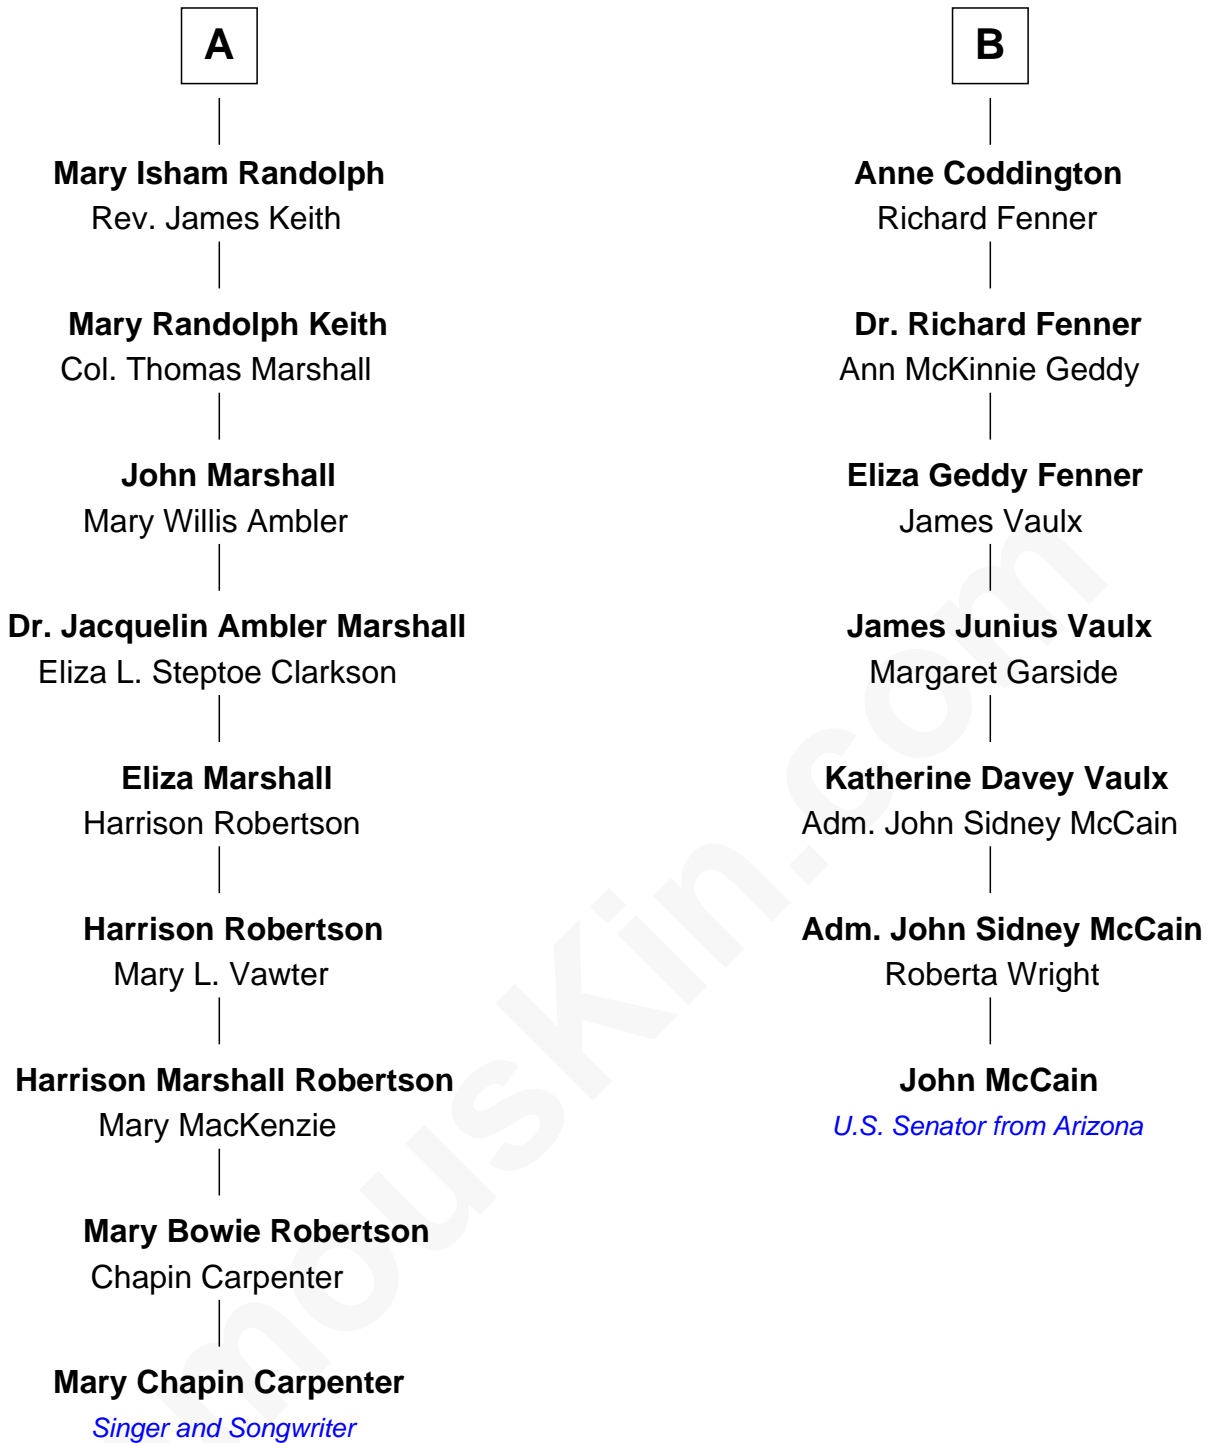 A
Mary Isham Randolph
Rev. James Keith
Mary Randolph Keith
Col. Thomas Marshall
John Marshall
Mary Willis Ambler
Dr. Jacquelin Ambler Marshall
Eliza L. Steptoe Clarkson
Eliza Marshall
Harrison Robertson
Harrison Robertson
Mary L. Vawter
Harrison Marshall Robertson
Mary MacKenzie
Mary Bowie Robertson
Chapin Carpenter
Mary Chapin Carpenter
Singer and Songwriter
B
Anne Coddington
Richard Fenner
Dr. Richard Fenner
Ann McKinnie Geddy
Eliza Geddy Fenner
James Vaulx
James Junius Vaulx
Margaret Garside
Katherine Davey Vaulx
Adm. John Sidney McCain
Adm. John Sidney McCain
Roberta Wright
John McCain
U.S. Senator from Arizona
mousKin.com